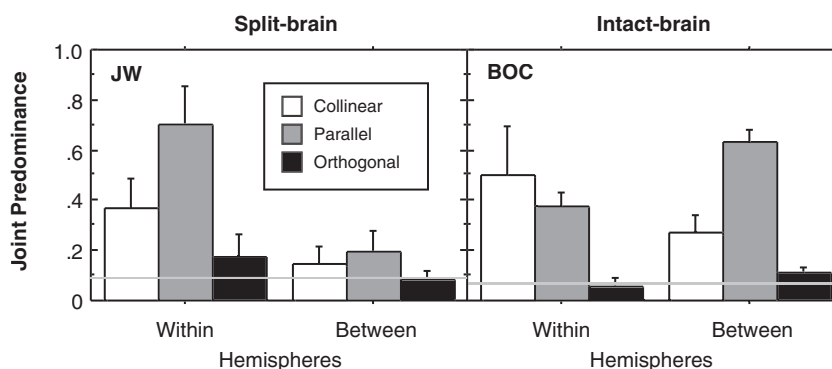 Split-brain
Intact-brain
JW
BOC
Joint Predominance
1.0
.8
.6
.4
.2
0
Collinear
Parallel
Orthogonal
Within
Between
Within
Between
Hemispheres
Hemispheres